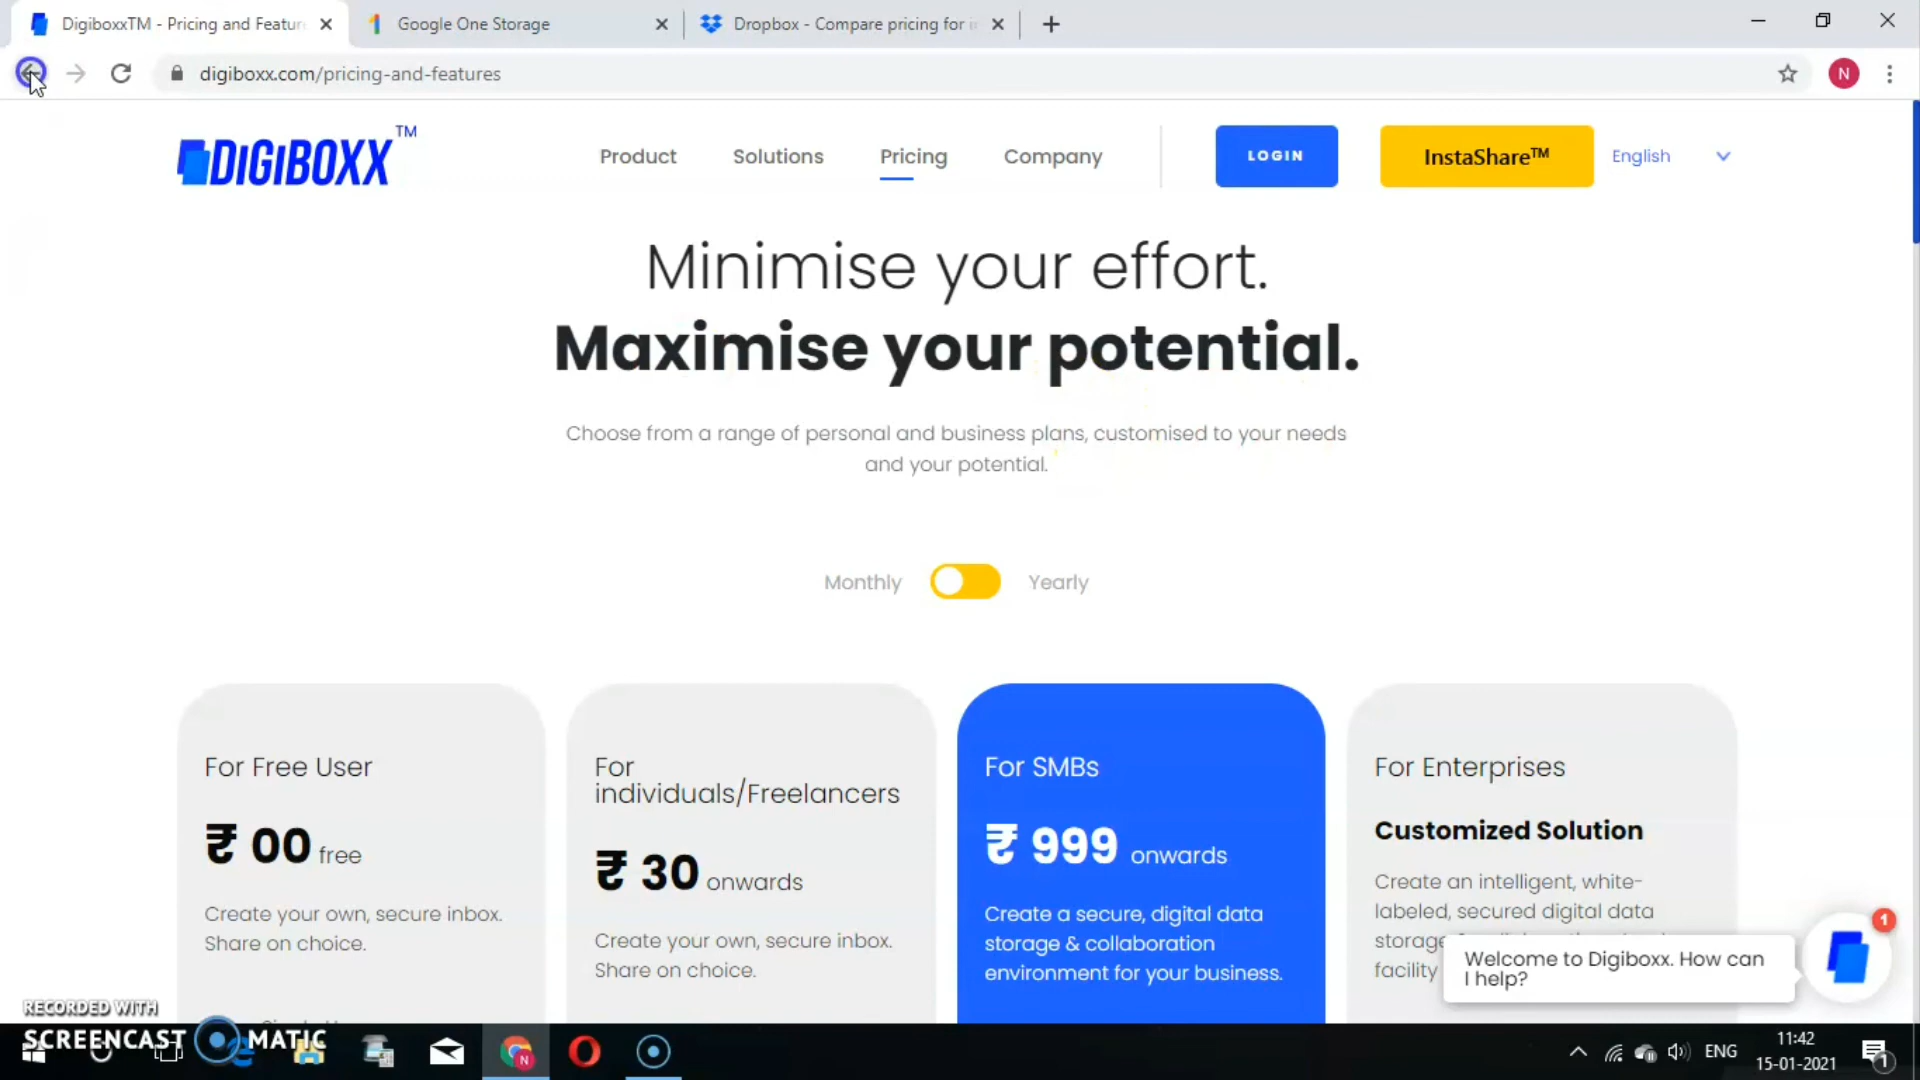 DigiboxxTM - Pricing and Featur
Google One Storage
Dropbox - Compare pricing for i
digiboxx.com/pricing-and-features
N
DIGIBOXX TM
Product
Solutions
Pricing
Company
LOGIN
InstaShare™
English
Minimise your effort.
Maximise your potential.
Choose from a range of personal and business plans, customised to your needs
and your potential.
Monthly
Yearly
For Free User
₹ 00 free
Create your own, secure inbox.
Share on choice.
For
individuals/Freelancers
₹ 30 onwards
Create your own, secure inbox.
Share on choice.
For SMBs
₹ 999 onwards
Create a secure, digital data
storage & collaboration
environment for your business.
For Enterprises
Customized Solution
Create an intelligent, white-
labeled, secured digital data
storage
facility
1
Welcome to Digiboxx. How can
I help?
RECORDED WITH
SCREENCAST MATIC
N
ENG
11:42
15-01-2021
1